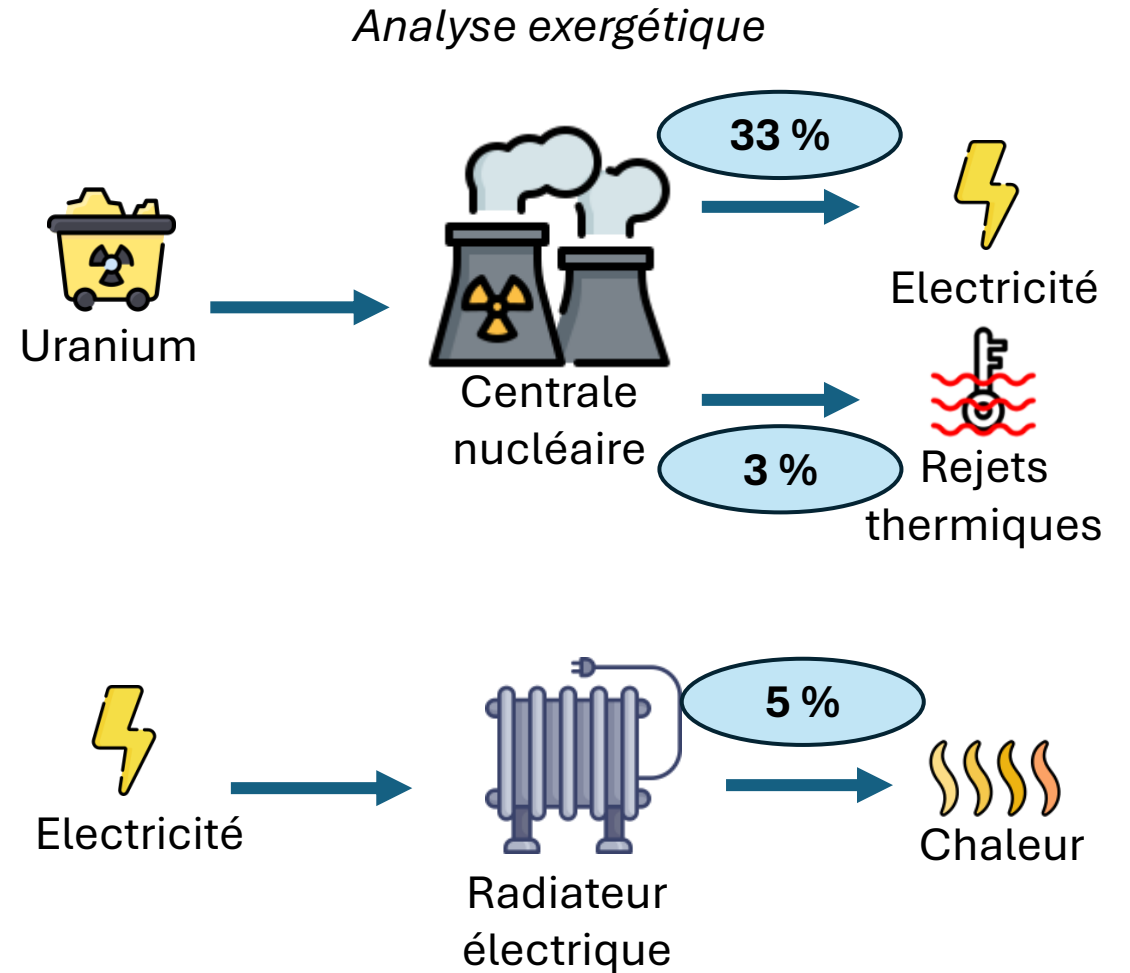 Analyse exergétique
33 %
Electricité
Uranium
Centrale
nucléaire
3 %
Rejets
thermiques
5 %
Electricité
Chaleur
Radiateur
électrique